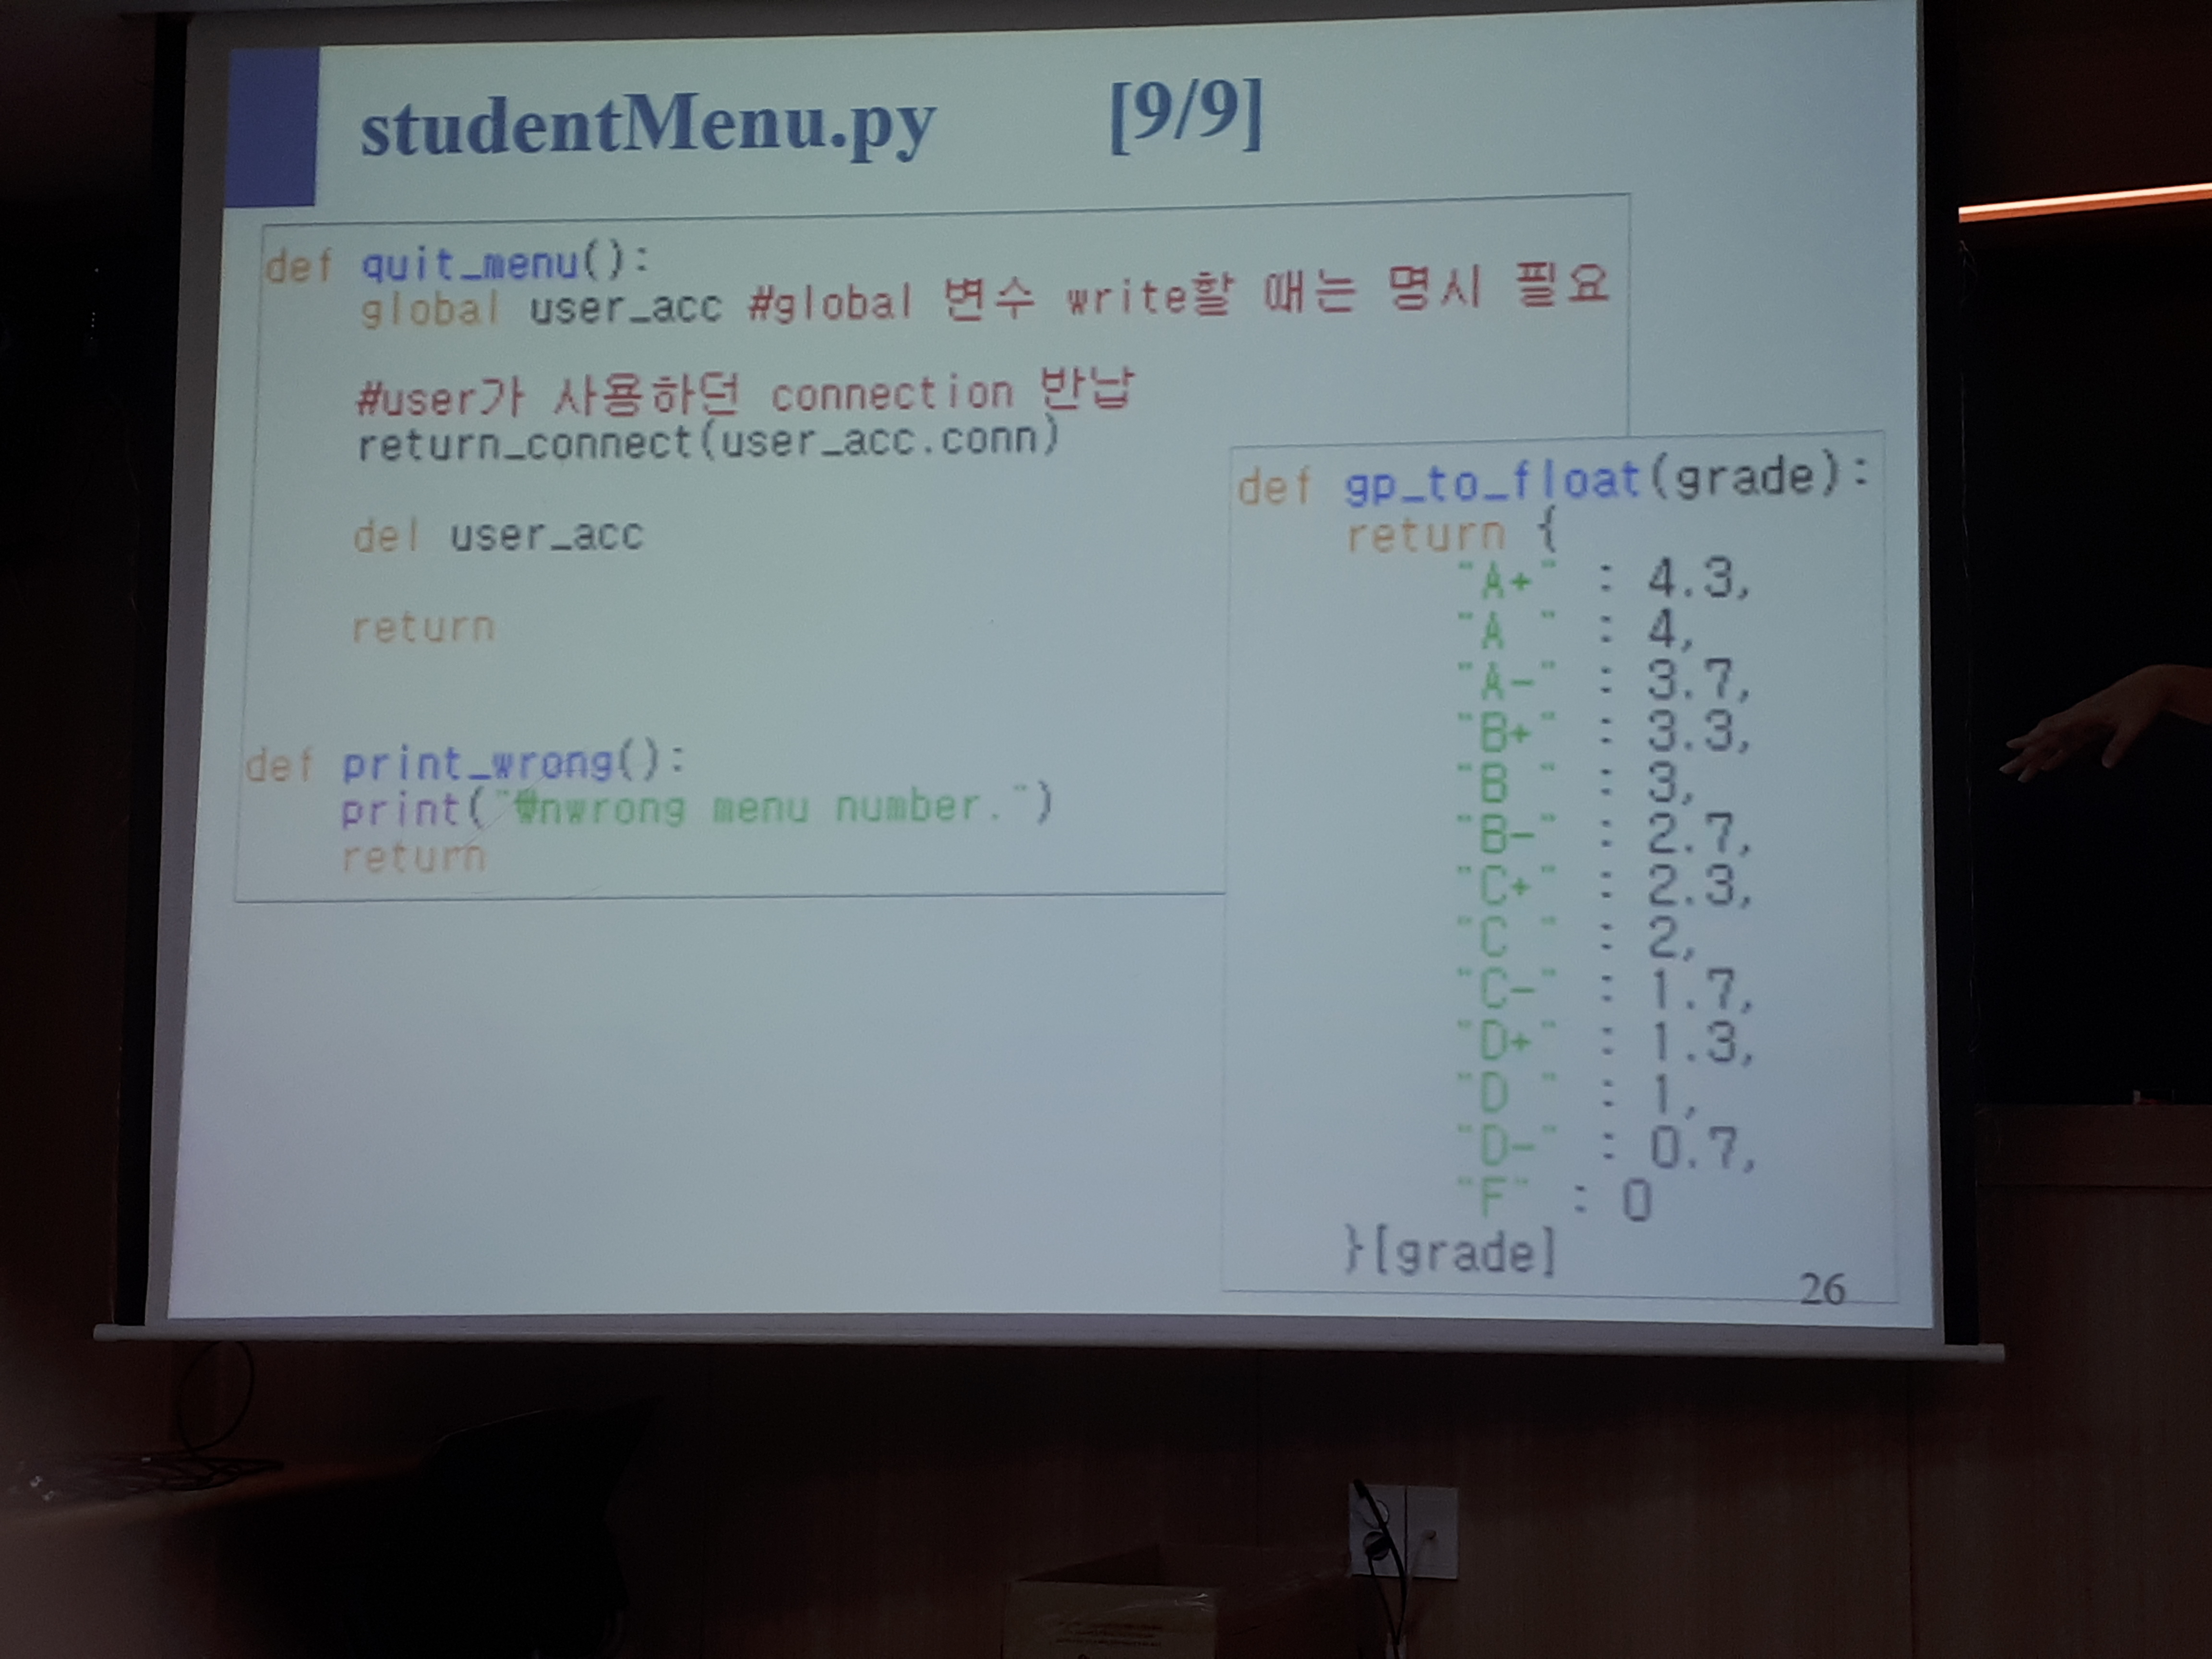 studentMenu.py [9/9]
def quit_menu():
global user_acc #global 변수 write할 때는 명시 필요
#user가 사용하던 connection 반납
return_connect(user_acc.conn)
del user_acc
return
def print_wrong():
print("₩nwrong menu number.")
return
def gp_to_float(grade):
return {
"A+" : 4.3,
"A " : 4,
"A-" : 3.7,
"B+" : 3.3,
"B " : 3,
"B-" : 2.7,
"C+" : 2.3,
"C " : 2,
"C-" : 1.7,
"D+" : 1.3,
"D " : 1,
"D-" : 0.7,
"F" : 0
}[grade]
26